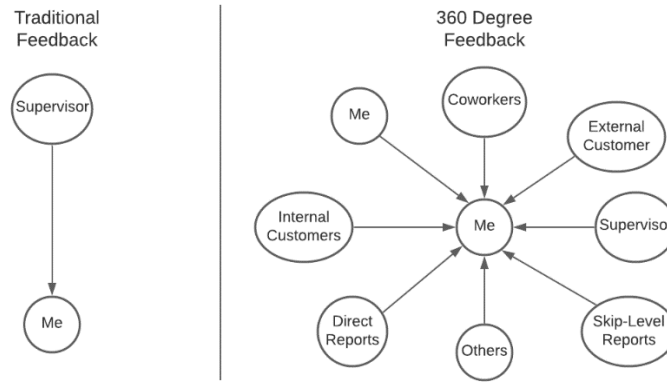 Traditional
Feedback
Supervisor
Me
360 Degree
Feedback
Me
Coworkers
External
Customer
Internal
Customers
Me
Supervisor
Direct
Reports
Others
Skip-Level
Reports